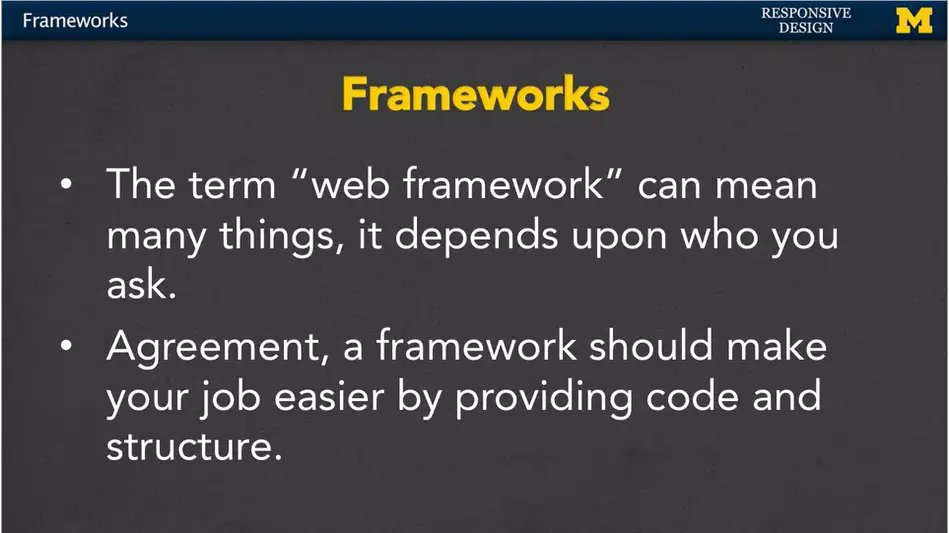 Frameworks
RESPONSIVE
DESIGN
M
Frameworks
• The term “web framework” can mean
many things, it depends upon who you
ask.
• Agreement, a framework should make
your job easier by providing code and
structure.